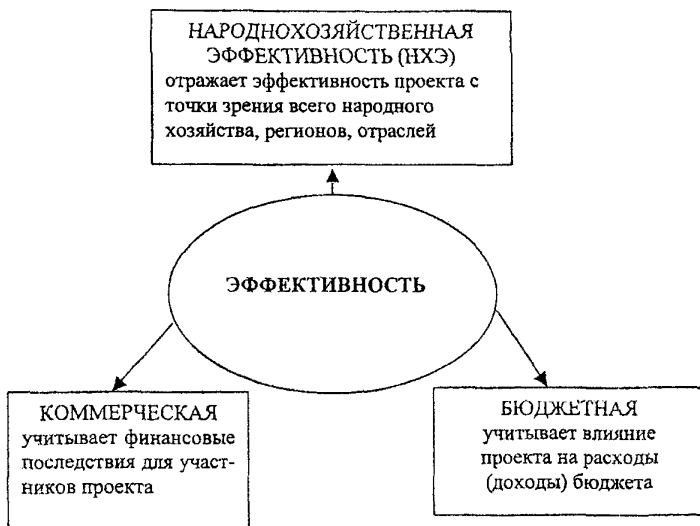 НАРОДНОХОЗЯЙСТВЕННАЯ
ЭФФЕКТИВНОСТЬ (НХЭ)
отражает эффективность проекта с
точки зрения всего народного
хозяйства, регионов, отраслей
ЭФФЕКТИВНОСТЬ
КОММЕРЧЕСКАЯ
учитывает финансовые
последствия для участ-
ников проекта
БЮДЖЕТНАЯ
учитывает влияние
проекта на расходы
(доходы) бюджета